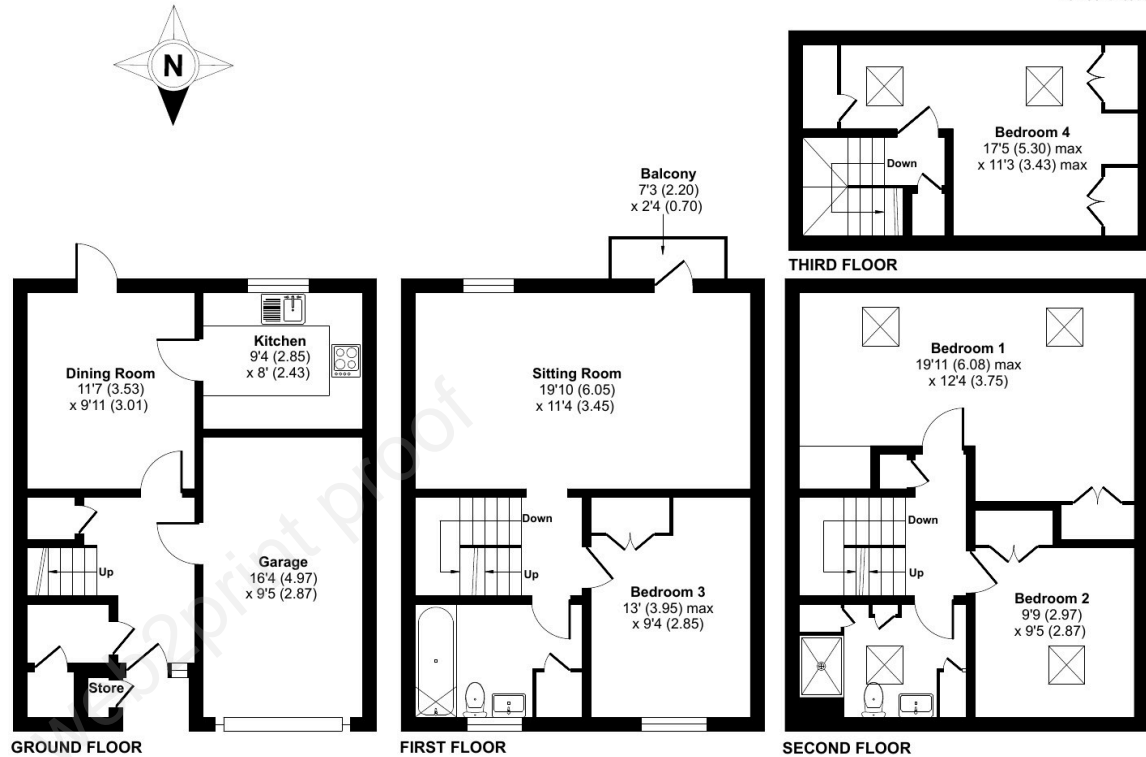 N
Balcony
7'3 (2.20)
x 2'4 (0.70)
Bedroom 4
17'5 (5.30) max
x 11'3 (3.43) max
Down
THIRD FLOOR
Dining Room
11'7 (3.53)
x 9'11 (3.01)
Kitchen
9'4 (2.85)
x 8' (2.43)
Up
Garage
16'4 (4.97)
x 9'5 (2.87)
Store
GROUND FLOOR
Sitting Room
19'10 (6.05)
x 11'4 (3.45)
Down
Up
Bedroom 3
13' (3.95) max
x 9'4 (2.85)
FIRST FLOOR
Bedroom 1
19'11 (6.08) max
x 12'4 (3.75)
Down
Up
Bedroom 2
9'9 (2.97)
x 9'5 (2.87)
SECOND FLOOR
web2print proof